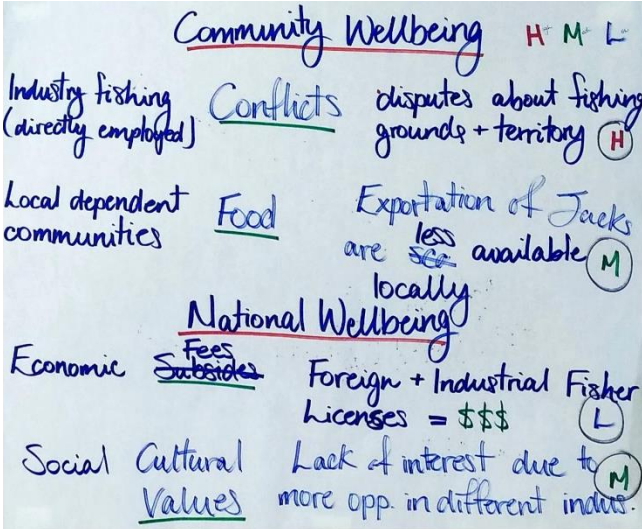 Community Wellbeing H M L
Industry fishing Conflicts disputes about fishing
(directly employed) grounds + territory H
Local dependent Food Exportation of Jacks
communities are less available M
locally
National Wellbeing
Economic Fees Foreign + Industrial Fisher
Subsides Licenses = $$$ L
Social Cultural Lack of interest due to M
Values more opp. in different indus.